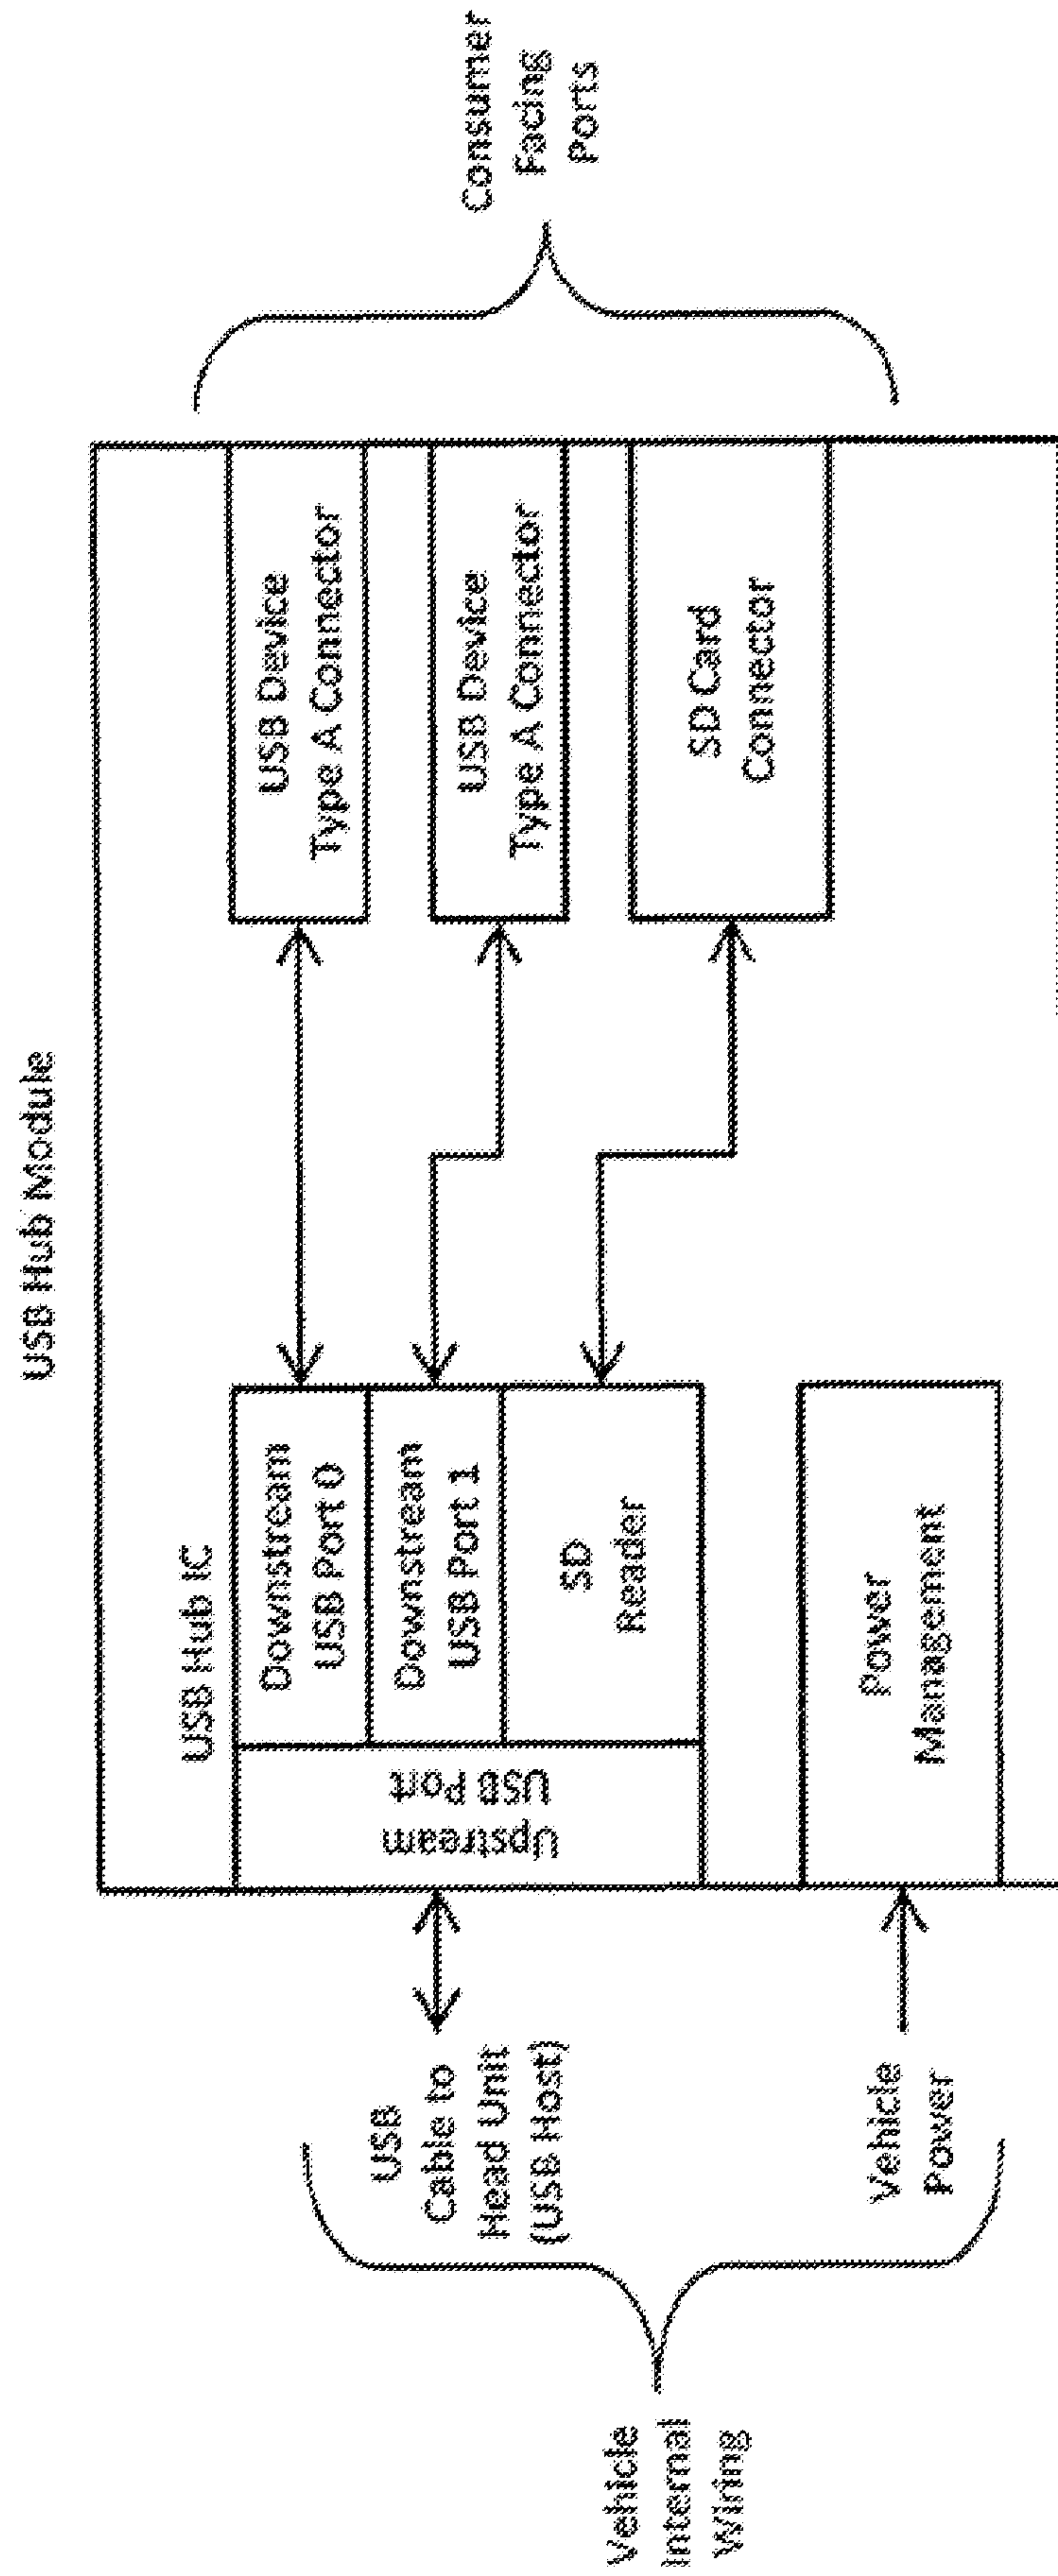 USB Hub Module
Vehicle
Internal
Wiring
USB
Cable to
Head Unit
(USB Host)
Vehicle
Power
USB Hub IC
Upstream
USB Port
Downstream
USB Port 0
Downstream
USB Port 1
SD
Reader
Power
Management
USB Device
Type A Connector
USB Device
Type A Connector
SD Card
Connector
Consumer
Facing
Ports